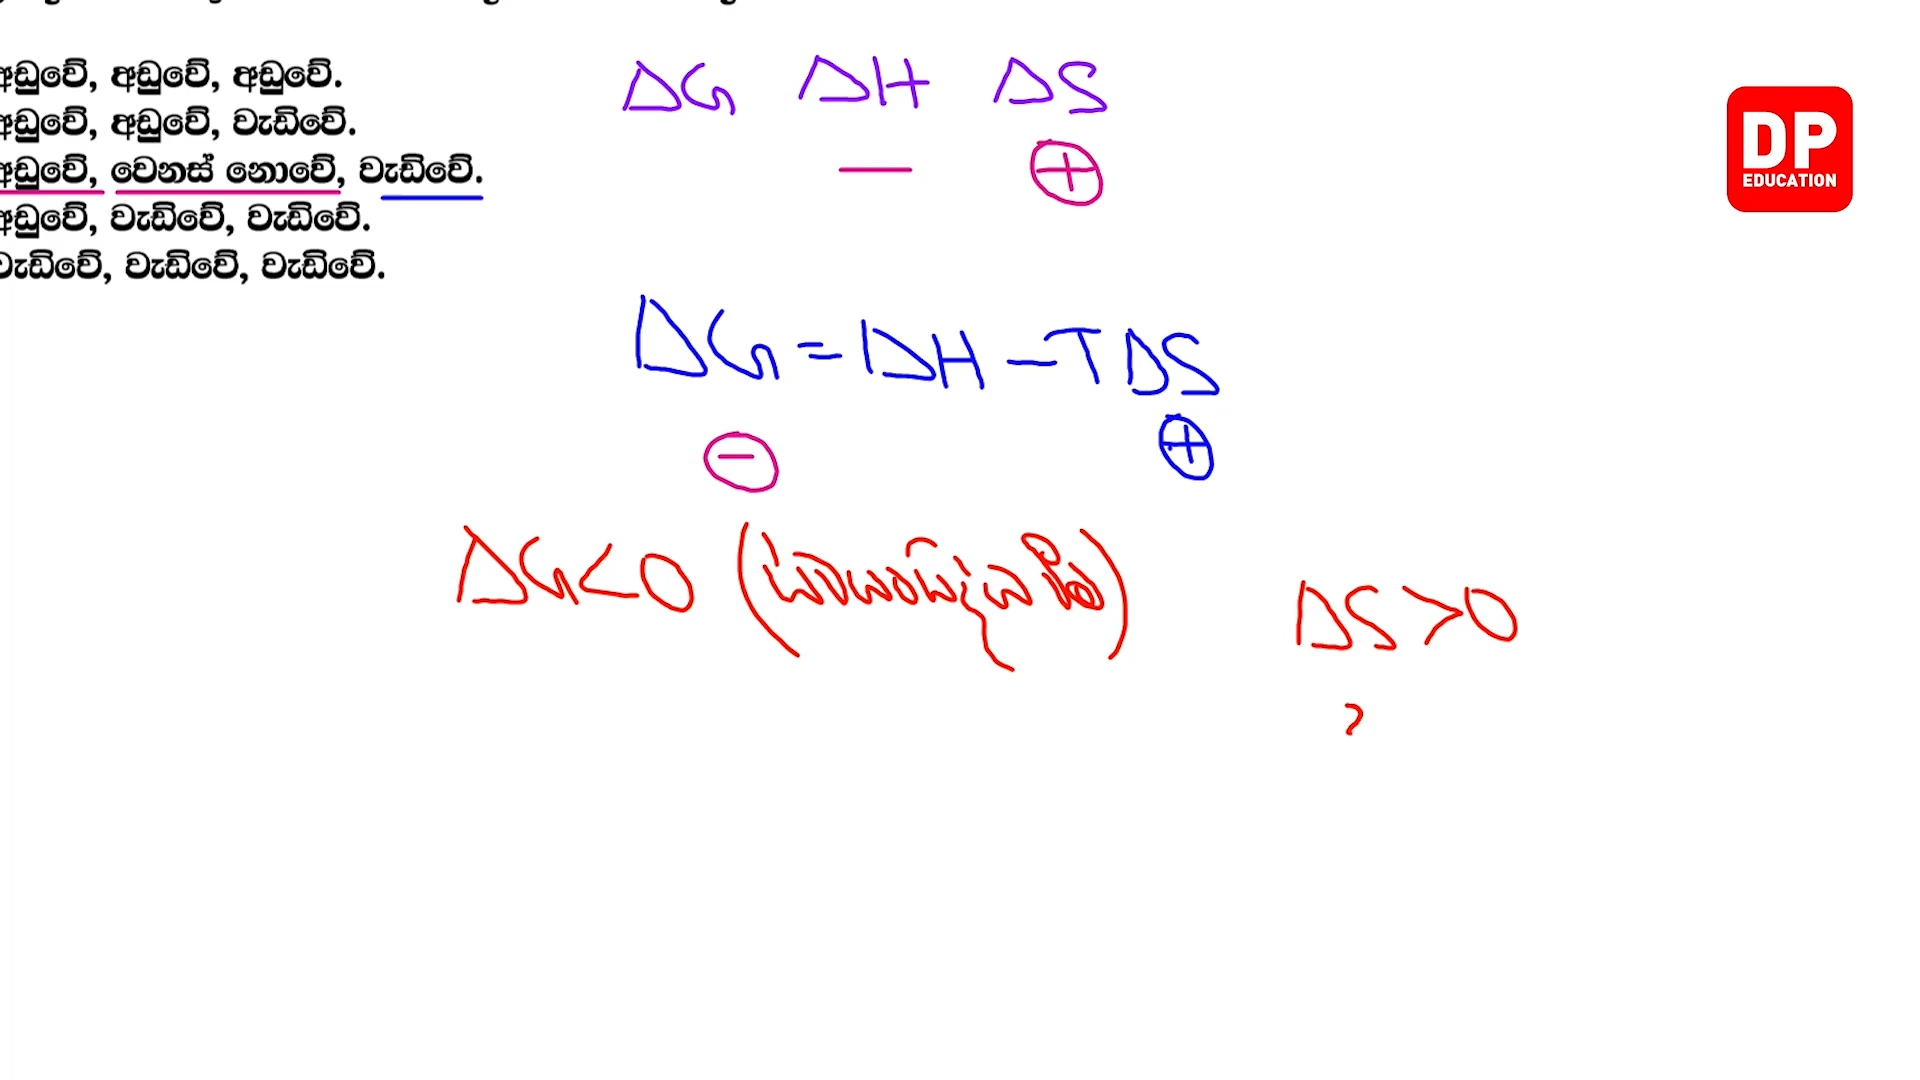 අඩුවේ, අඩුවේ, අඩුවේ.
අඩුවේ, අඩුවේ, වැඩිවේ.
අඩුවේ, වෙනස් නොවේ, වැඩිවේ.
අඩුවේ, වැඩිවේ, වැඩිවේ.
වැඩිවේ, වැඩිවේ, වැඩිවේ.
ΔG ΔH ΔS
— +
ΔG = ΔH – TΔS
– +
ΔG < 0
ΔS > 0
DP
EDUCATION